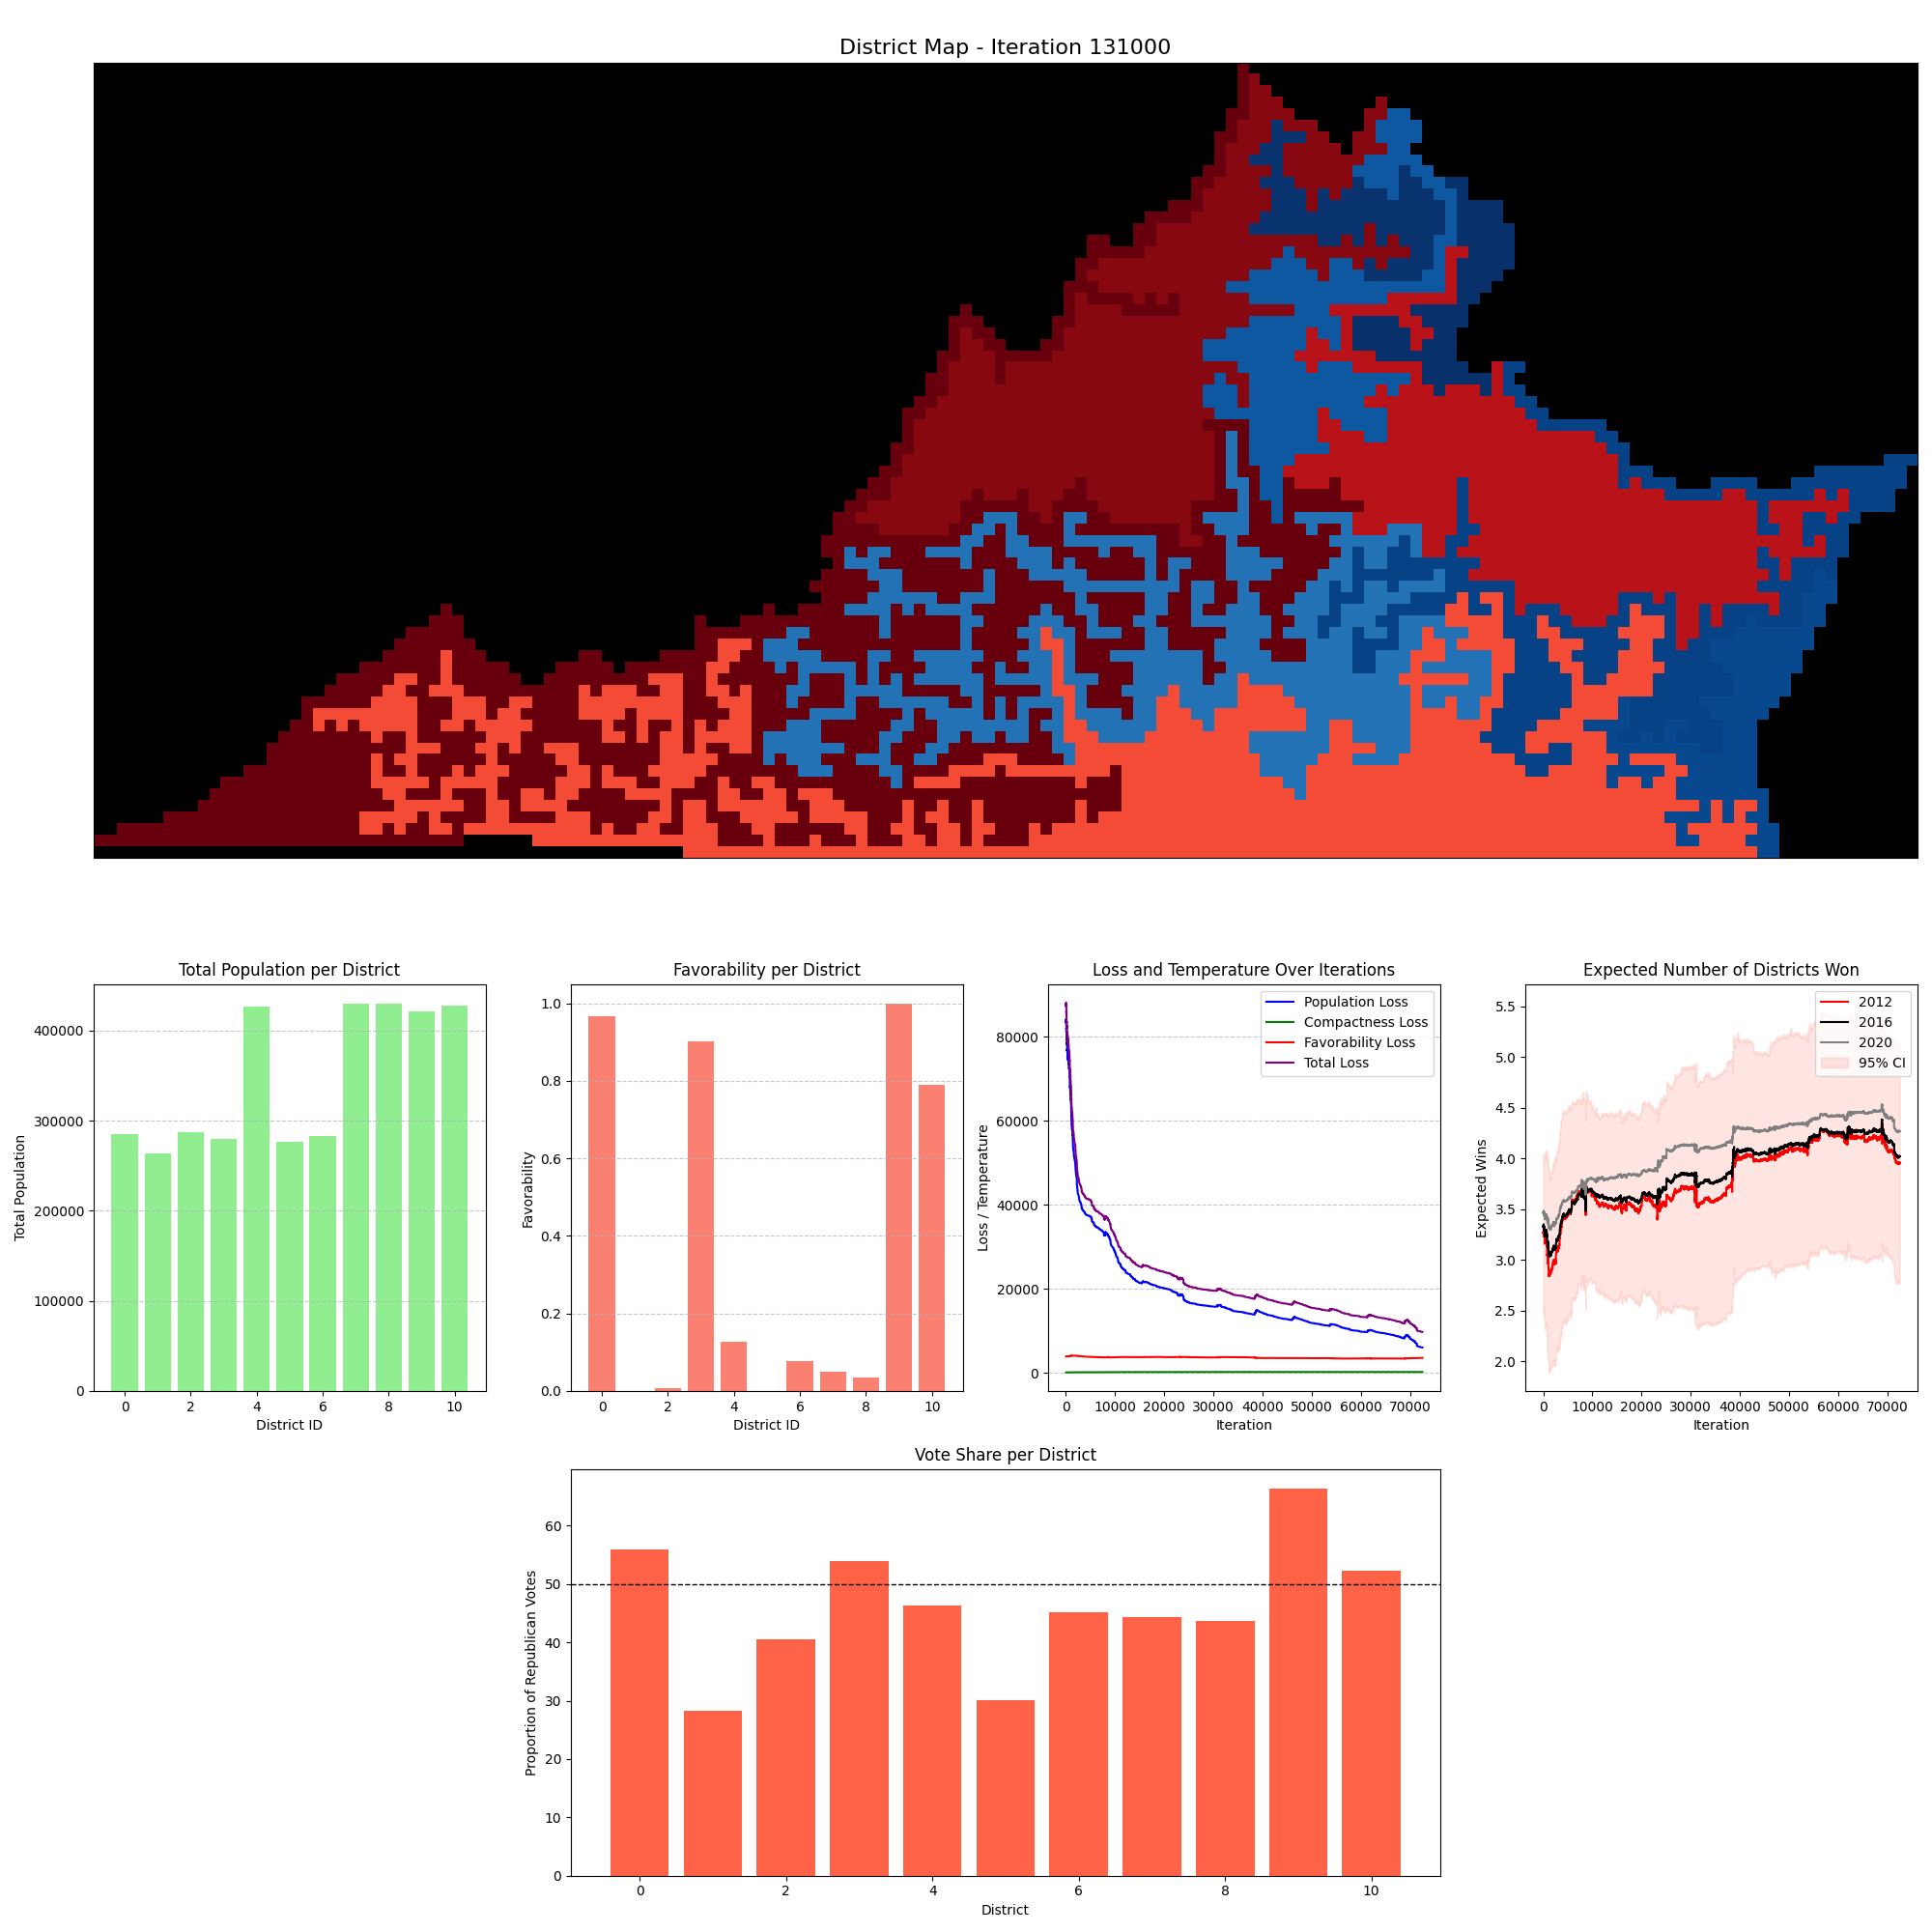 District Map - Iteration 131000
Total Population per District
Total Population
400000
300000
200000
100000
0
0 2 4 6 8 10
District ID
Favorability per District
Favorability
1.0
0.8
0.6
0.4
0.2
0.0
0 2 4 6 8 10
District ID
Loss and Temperature Over Iterations
Loss / Temperature
80000
60000
40000
20000
0
Population Loss
Compactness Loss
Favorability Loss
Total Loss
0 10000 20000 30000 40000 50000 60000 70000
Iteration
Expected Number of Districts Won
Expected Wins
5.5
5.0
4.5
4.0
3.5
3.0
2.5
2.0
2012
2016
2020
95% CI
0 10000 20000 30000 40000 50000 60000 70000
Iteration
Vote Share per District
Proportion of Republican Votes
60
50
40
30
20
10
0
0 2 4 6 8 10
District